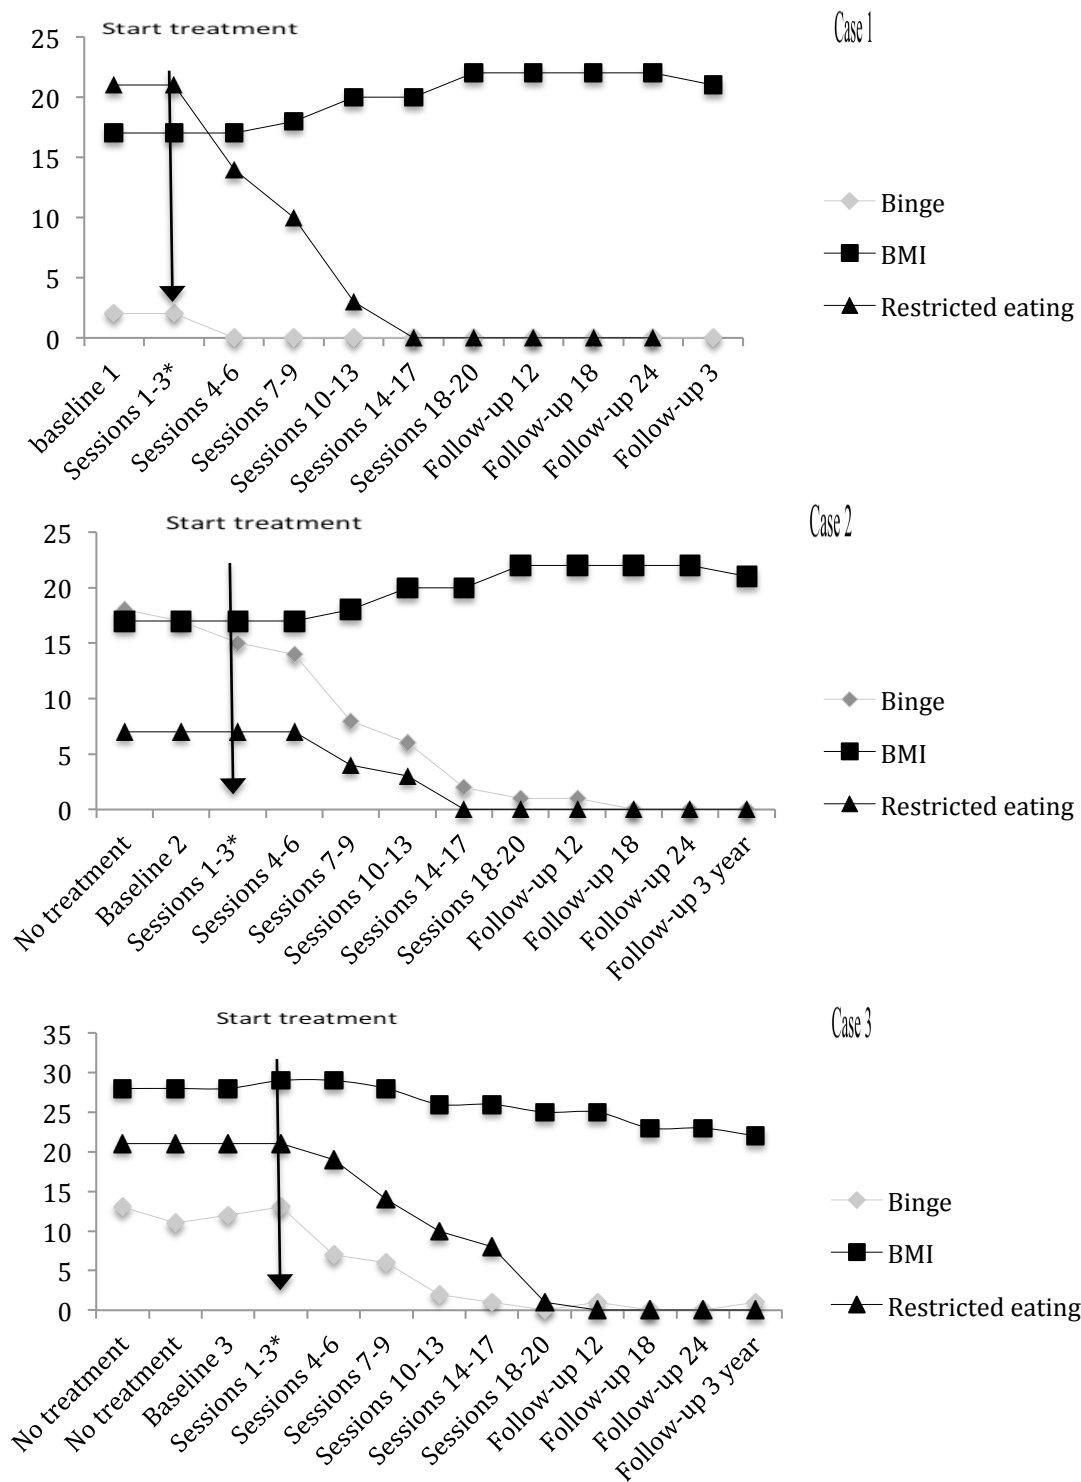 Start treatment
Case 1
25
20
15
10
5
0
Binge
BMI
Restricted eating
baseline 1
Sessions 1-3*
Sessions 4-6
Sessions 7-9
Sessions 10-13
Sessions 14-17
Sessions 18-20
Follow-up 12
Follow-up 18
Follow-up 24
Follow-up 3
Start treatment
Case 2
25
20
15
10
5
0
Binge
BMI
Restricted eating
No treatment
Baseline 2
Sessions 1-3*
Sessions 4-6
Sessions 7-9
Sessions 10-13
Sessions 14-17
Sessions 18-20
Follow-up 12
Follow-up 18
Follow-up 24
Follow-up 3 year
Start treatment
Case 3
35
30
25
20
15
10
5
0
Binge
BMI
Restricted eating
No treatment
No treatment
Baseline 3
Sessions 1-3*
Sessions 4-6
Sessions 7-9
Sessions 10-13
Sessions 14-17
Sessions 18-20
Follow-up 12
Follow-up 18
Follow-up 24
Follow-up 3 year